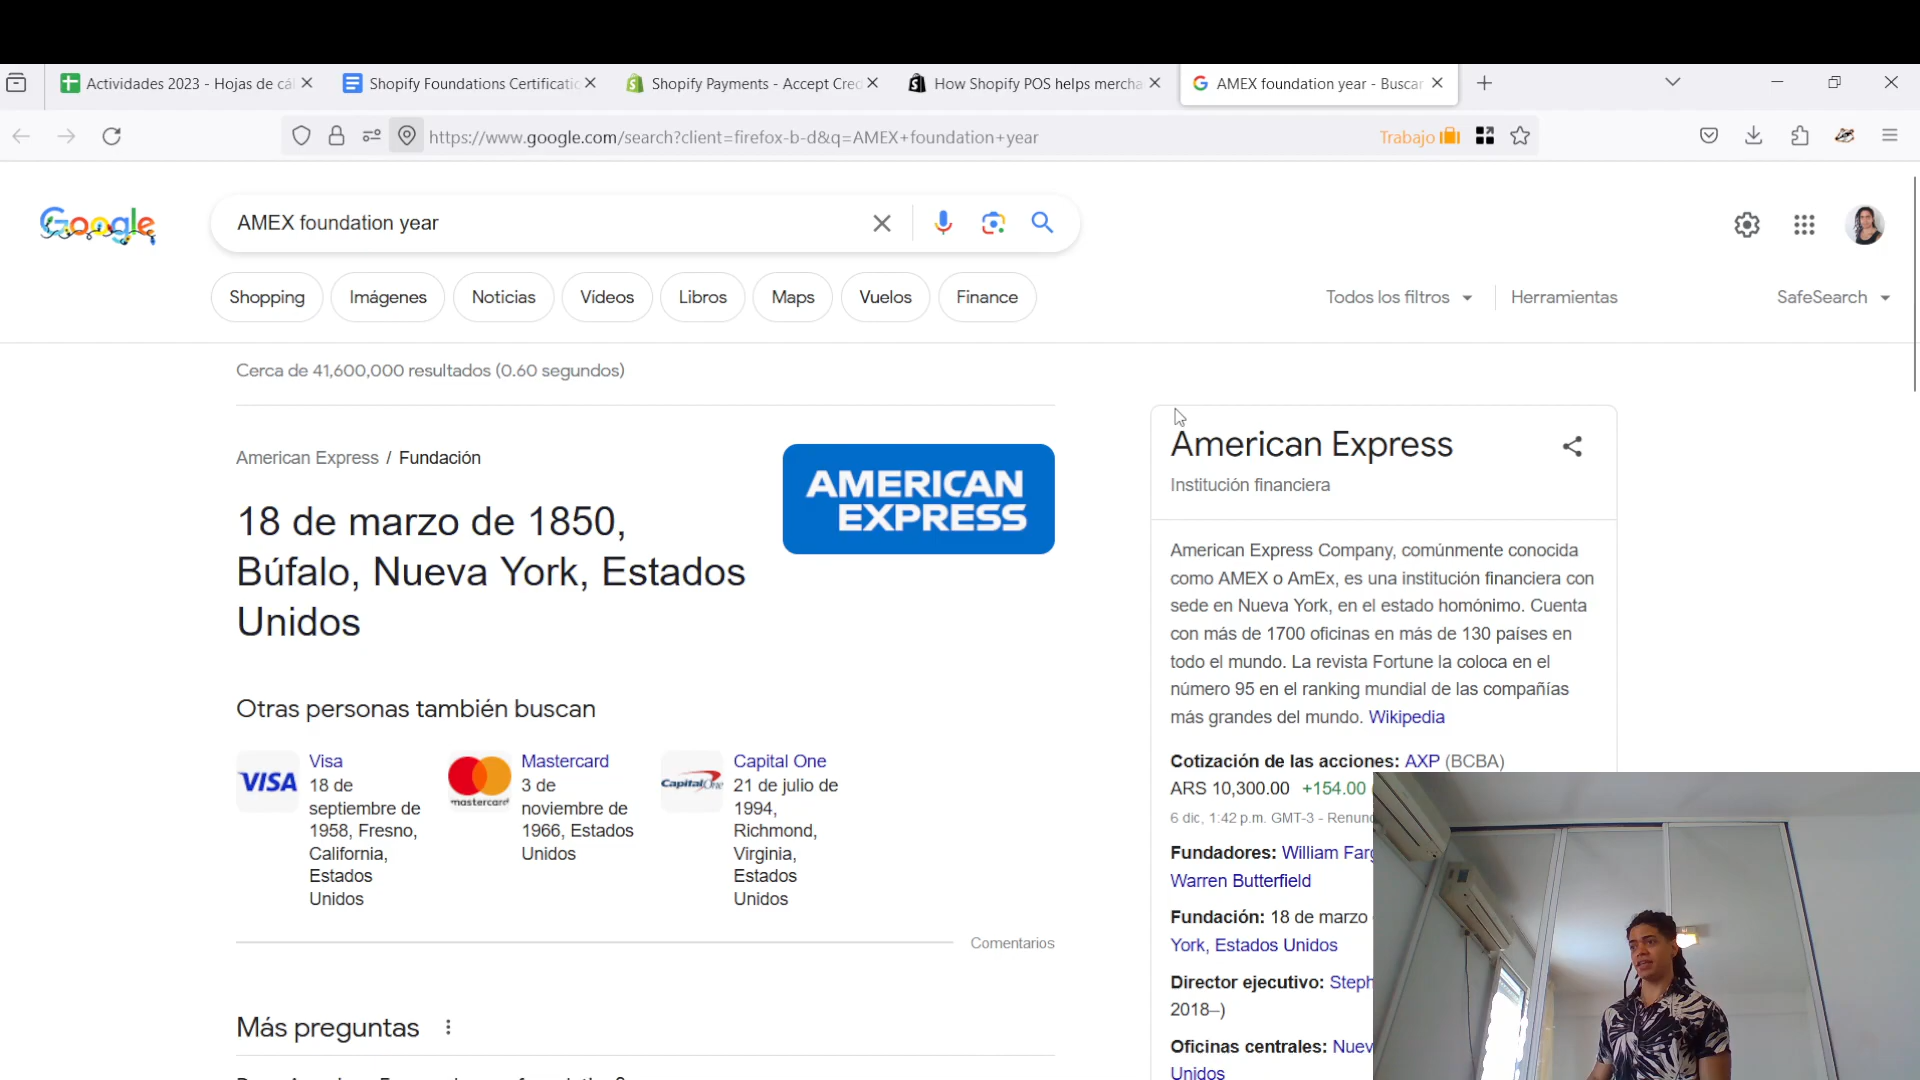 Actividades 2023 - Hojas de cál
Shopify Foundations Certificatio
Shopify Payments - Accept Cred
How Shopify POS helps mercha
AMEX foundation year - Buscar
https://www.google.com/search?client=firefox-b-d&q=AMEX+foundation+year
Trabajo
Google
AMEX foundation year
Shopping
Imágenes
Noticias
Vídeos
Libros
Maps
Vuelos
Finance
Todos los filtros
Herramientas
SafeSearch
Cerca de 41,600,000 resultados (0.60 segundos)
American Express / Fundación
18 de marzo de 1850,
Búfalo, Nueva York, Estados
Unidos
AMERICAN
EXPRESS
Otras personas también buscan
VISA
Visa
18 de
septiembre de
1958, Fresno,
California,
Estados
Unidos
mastercard
Mastercard
3 de
noviembre de
1966, Estados
Unidos
CapitalOne
Capital One
21 de julio de
1994,
Richmond,
Virginia,
Estados
Unidos
Comentarios
Más preguntas
American Express
Institución financiera
American Express Company, comúnmente conocida
como AMEX o AmEx, es una institución financiera con
sede en Nueva York, en el estado homónimo. Cuenta
con más de 1700 oficinas en más de 130 países en
todo el mundo. La revista Fortune la coloca en el
número 95 en el ranking mundial de las compañías
más grandes del mundo. Wikipedia
Cotización de las acciones: AXP (BCBA)
ARS 10,300.00 +154.00
6 dic, 1:42 p.m. GMT-3 - Renunc
Fundadores: William Farg
Warren Butterfield
Fundación: 18 de marzo
York, Estados Unidos
Director ejecutivo: Steph
2018–)
Oficinas centrales: Nuev
Unidos